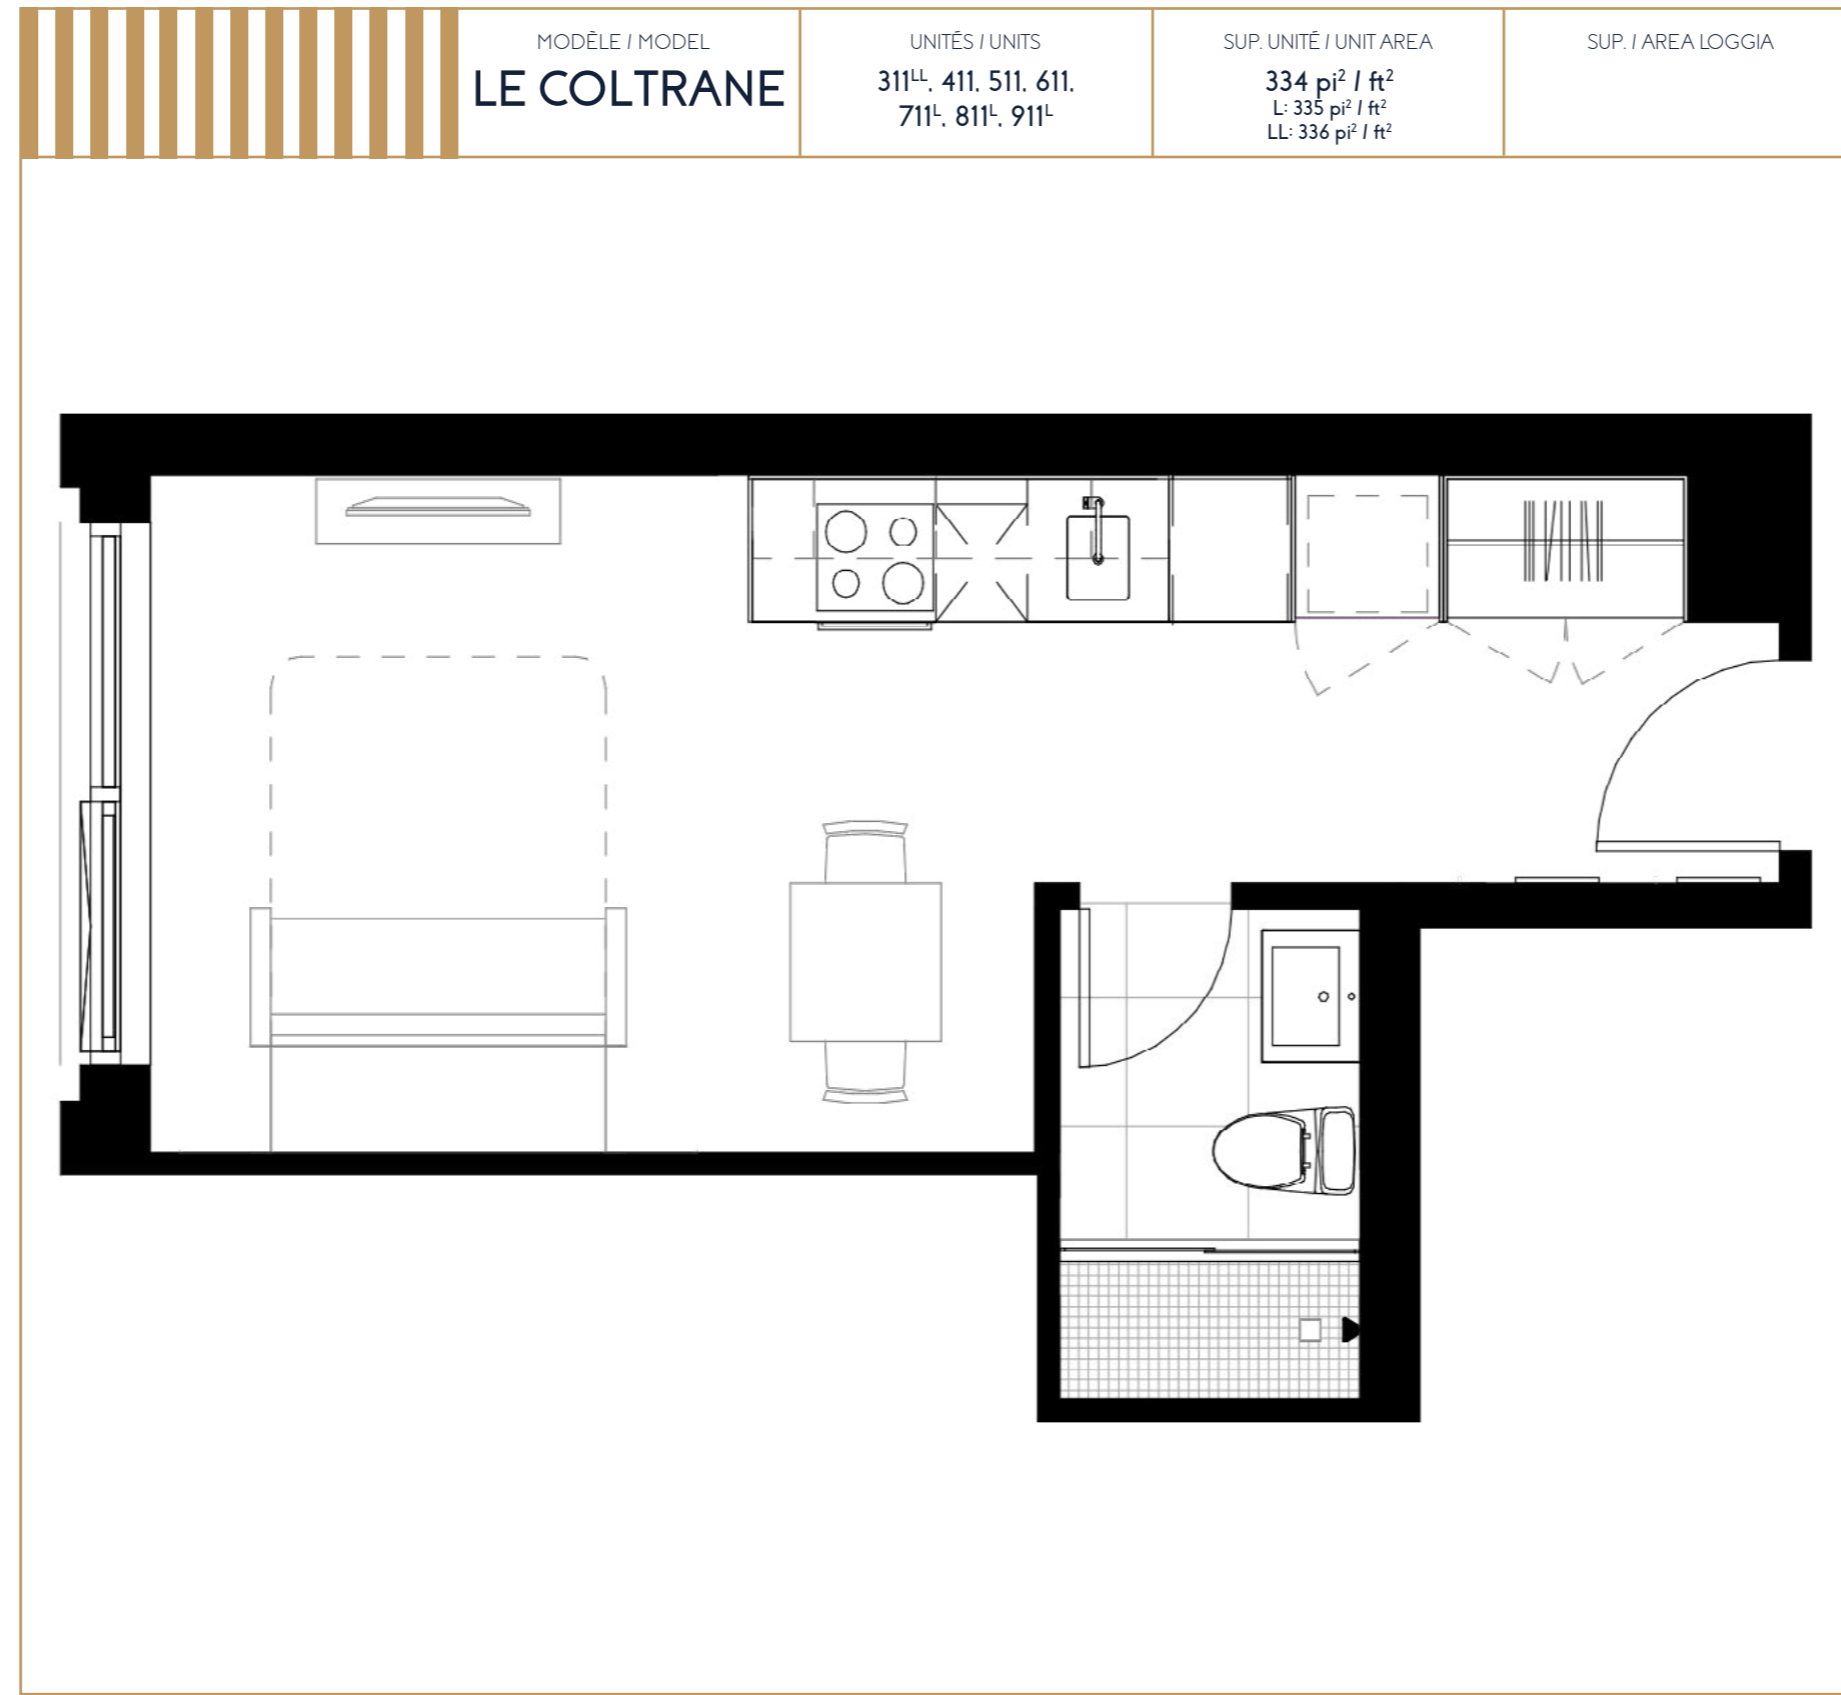 MODÈLE / MODEL
LE COLTRANE
UNITÉS / UNITS
311ᴸᴸ, 411, 511, 611,
711ᴸ, 811ᴸ, 911ᴸ
SUP. UNITÉ / UNIT AREA
334 pi² / ft²
L: 335 pi² / ft²
LL: 336 pi² / ft²
SUP. / AREA LOGGIA